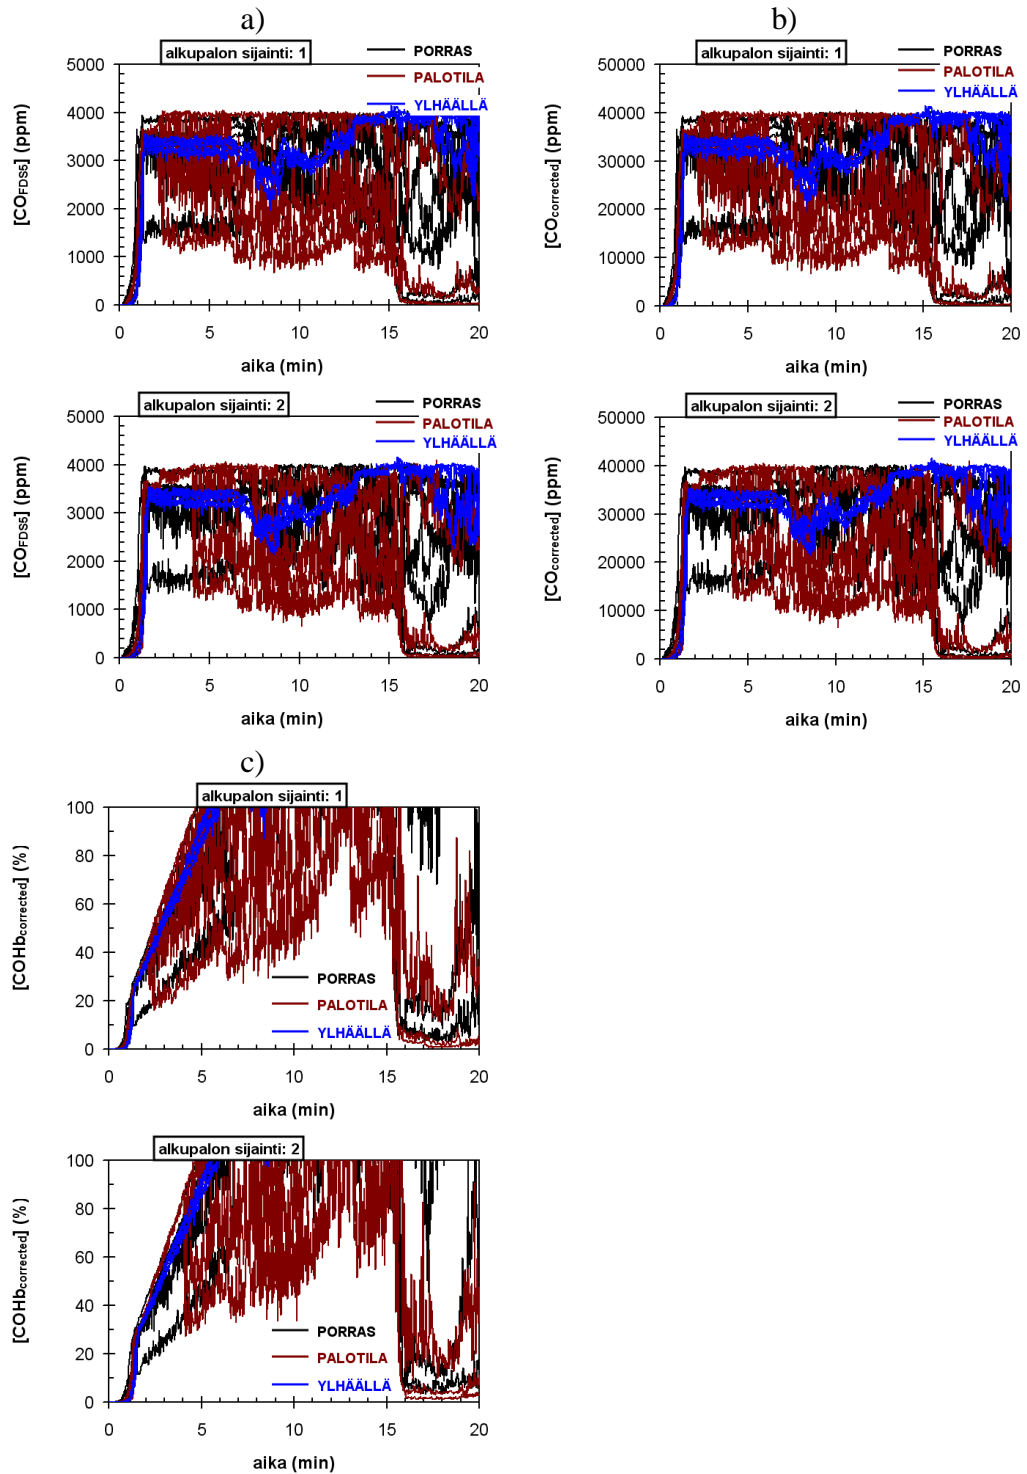 a)
alkupalon sijainti: 1
PORRAS
PALOTILA
YLHÄÄLLÄ
[CO_FDS5] (ppm)
5000
4000
3000
2000
1000
0
0 5 10 15 20
aika (min)
alkupalon sijainti: 2
PORRAS
PALOTILA
YLHÄÄLLÄ
[CO_FDS5] (ppm)
5000
4000
3000
2000
1000
0
0 5 10 15 20
aika (min)
b)
alkupalon sijainti: 1
PORRAS
PALOTILA
YLHÄÄLLÄ
[CO_corrected] (ppm)
50000
40000
30000
20000
10000
0
0 5 10 15 20
aika (min)
alkupalon sijainti: 2
PORRAS
PALOTILA
YLHÄÄLLÄ
[CO_corrected] (ppm)
50000
40000
30000
20000
10000
0
0 5 10 15 20
aika (min)
c)
alkupalon sijainti: 1
[COHb_corrected] (%)
100
80
60
40
20
0
PORRAS
PALOTILA
YLHÄÄLLÄ
0 5 10 15 20
aika (min)
alkupalon sijainti: 2
[COHb_corrected] (%)
100
80
60
40
20
0
PORRAS
PALOTILA
YLHÄÄLLÄ
0 5 10 15 20
aika (min)